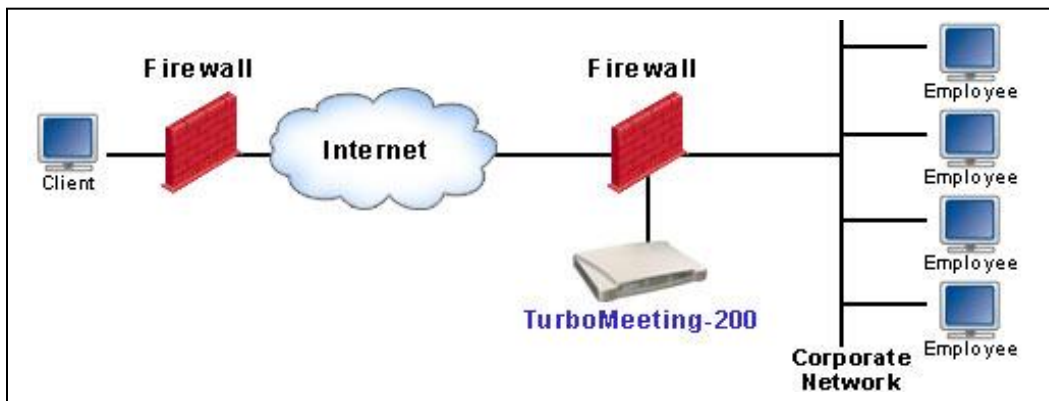 Firewall
Firewall
Employee
Client
Internet
Employee
Employee
TurboMeeting-200
Corporate
Network
Employee